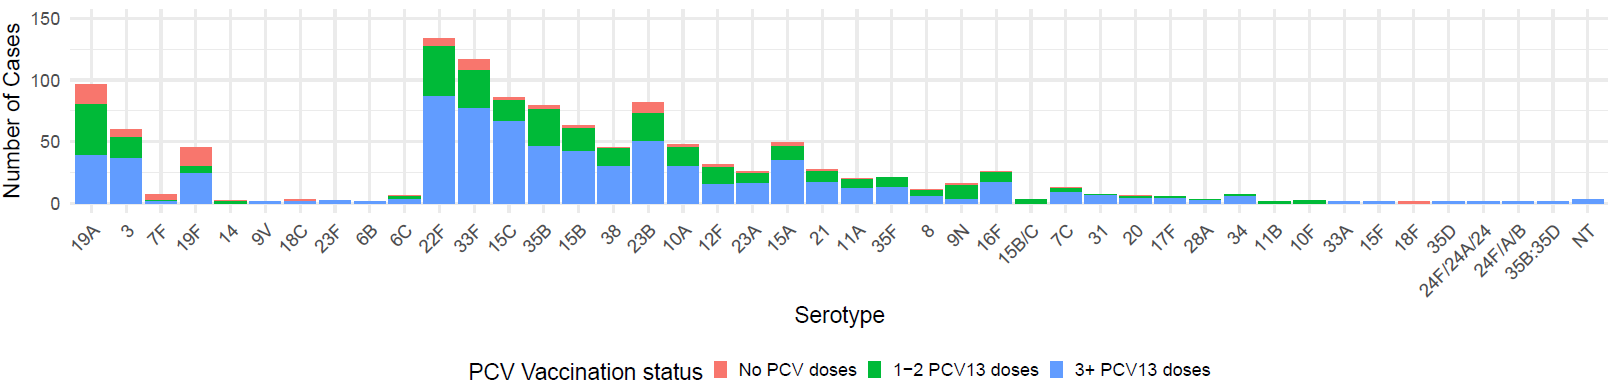 Number of Cases
150
100
50
0
19A 3 7F 19F 14 9V 18C 23F 6B 6C 22F 33F 15C 35B 15B 38 23B 10A 12F 23A 15A 21 11A 35F 8 9N 16F 15B/C 7C 31 20 17F 28A 34 11B 10F 33A 15F 18F 35D 24F/24A/24 24F/A/B 35B:35D NT
Serotype
PCV Vaccination status No PCV doses 1−2 PCV13 doses 3+ PCV13 doses